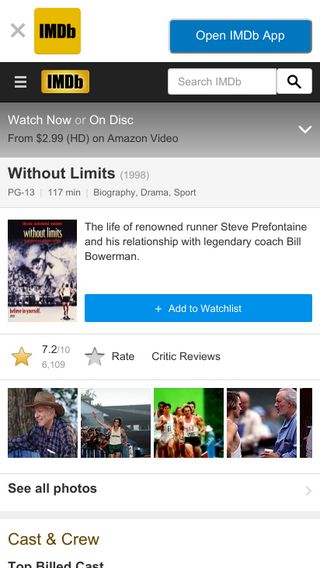 IMDb
Open IMDb App
IMDb
Search IMDb
Watch Now or On Disc
From $2.99 (HD) on Amazon Video
Without Limits (1998)
PG-13 | 117 min | Biography, Drama, Sport
without limits
believe in yourself.
The life of renowned runner Steve Prefontaine
and his relationship with legendary coach Bill
Bowerman.
+ Add to Watchlist
7.2/10
6,109
Rate
Critic Reviews
See all photos
Cast & Crew
Top Billed Cast